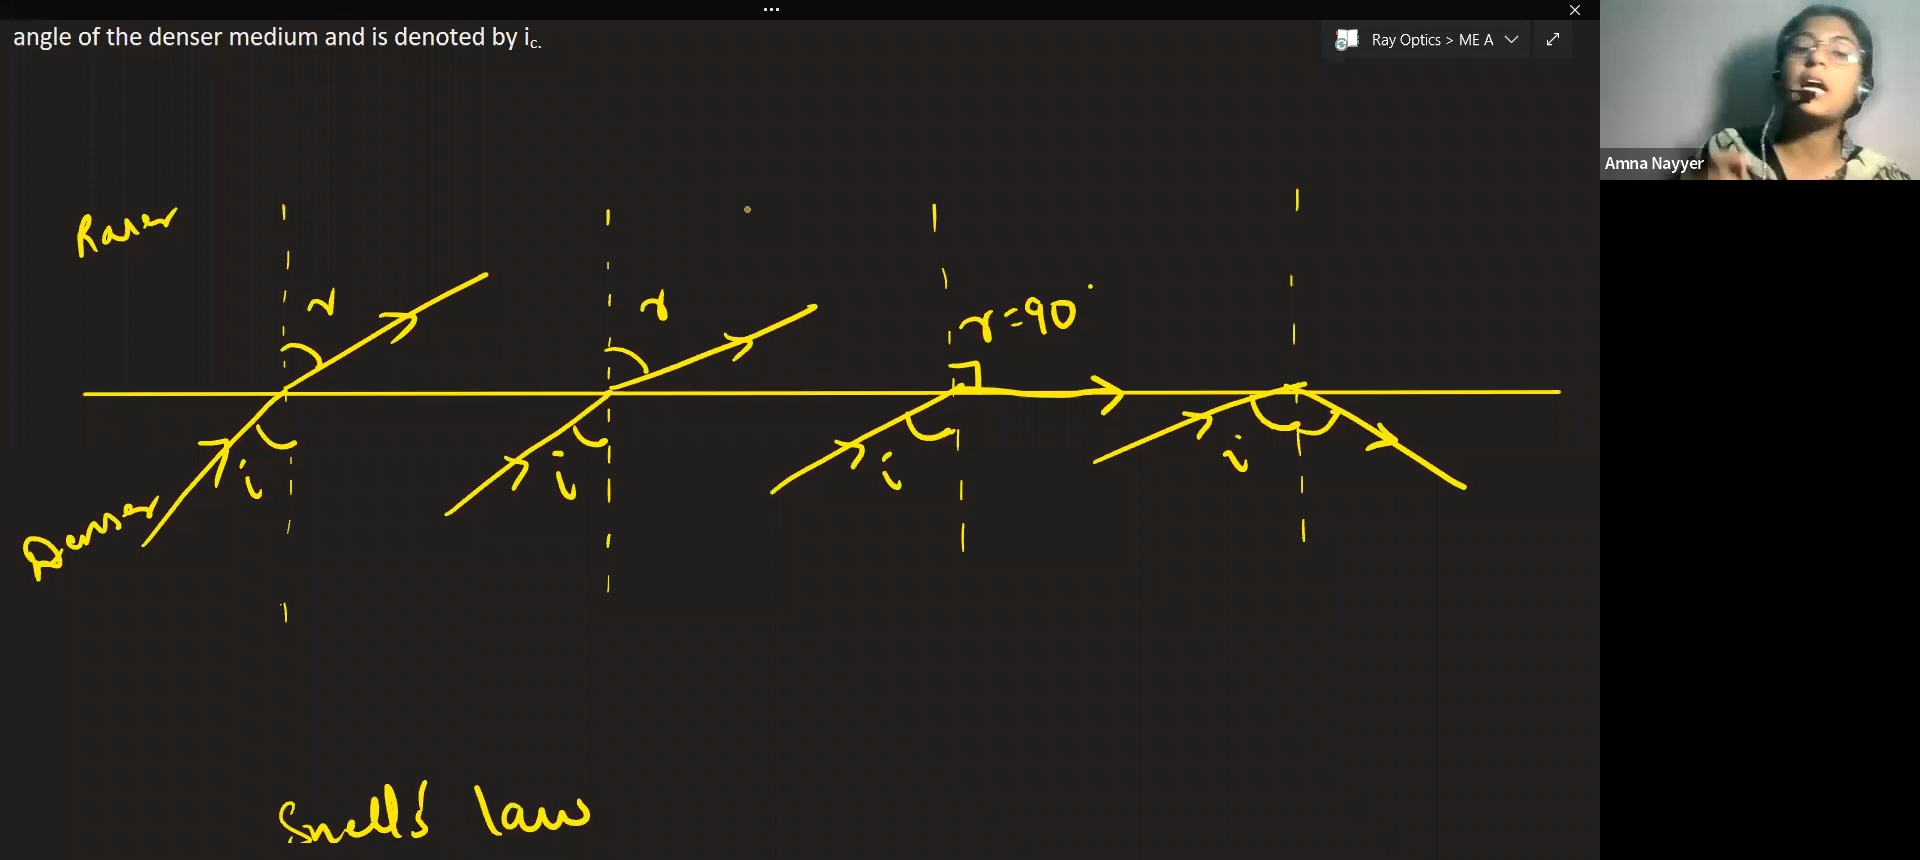 angle of the denser medium and is denoted by ic.
Ray Optics > ME A
Amna Nayyer
Rarer
r
r
r=90°
i
i
i
i
Denser
Snell's law